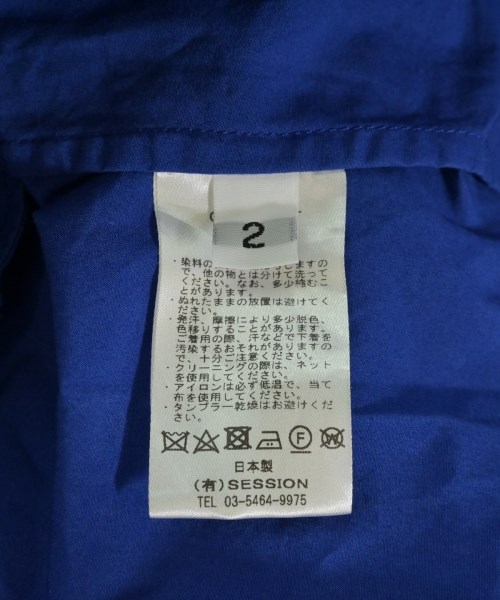 2
・染料の しますの
で、他の物とは分けて洗って
ください。なお、多少縮むこ
とがあります。
・ぬれたままの放置は避けてく
ださい。
・発汗、摩擦により多少脱色、
色移りすることがあります。
ご着用の際、汗などで下着を
汚染するおそれがありますの
で、十分ご注意ください。
・クリーニングの際は、ネット
を使用してください。
・アイロンは必ず低温で、当て
布を使用してください。
・タンブラー乾燥はお避けくだ
さい。
F W
日本製
(有)SESSION
TEL 03-5464-9975